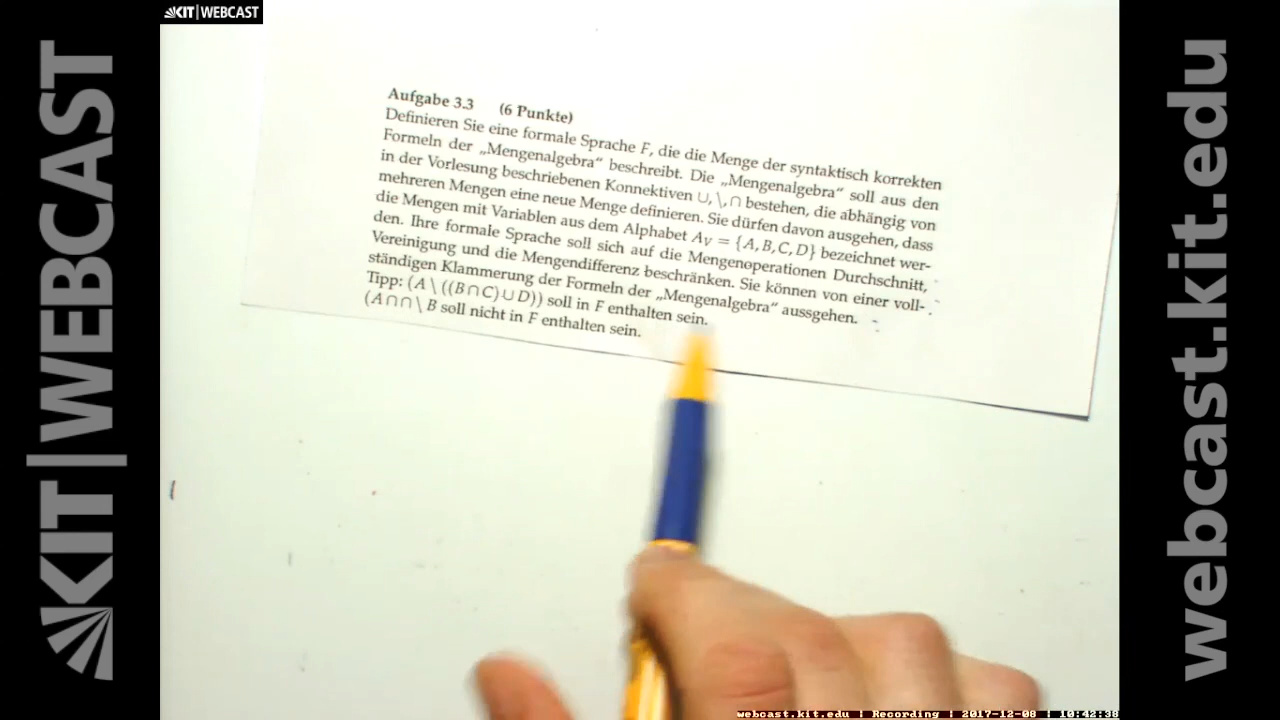 KIT|WEBCAST
KIT|WEBCAST
Aufgabe 3.3 (6 Punkte)
Definieren Sie eine formale Sprache F, die die Menge der syntaktisch korrekten
Formeln der „Mengenalgebra“ beschreibt. Die „Mengenalgebra“ soll aus den
in der Vorlesung beschriebenen Konnektiven ∪, \, ∩ bestehen, die abhängig von
mehreren Mengen eine neue Menge definieren. Sie dürfen davon ausgehen, dass
die Mengen mit Variablen aus dem Alphabet A_V = {A, B, C, D} bezeichnet wer-
den. Ihre formale Sprache soll sich auf die Mengenoperationen Durchschnitt,
Vereinigung und die Mengendifferenz beschränken. Sie können von einer voll-
ständigen Klammerung der Formeln der „Mengenalgebra“ aussgehen.
Tipp: (A \ ((B ∩ C) ∪ D)) soll in F enthalten sein.
(A ∩ ∩ \ B soll nicht in F enthalten sein.
webcast.kit.edu
webcast.kit.edu | Recording | 2017-12-08 | 10:42:38